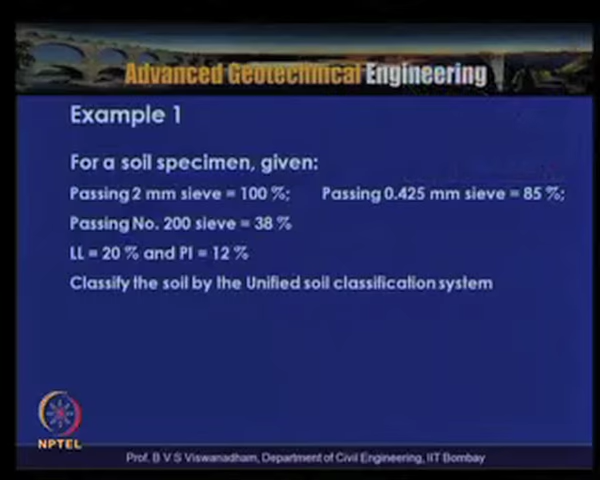 Advanced Geotechnical Engineering
Example 1
For a soil specimen, given:
Passing 2 mm sieve = 100 %; Passing 0.425 mm sieve = 85 %;
Passing No. 200 sieve = 38 %
LL = 20 % and PI = 12 %
Classify the soil by the Unified soil classification system
NPTEL
Prof. B V S Viswanadham, Department of Civil Engineering, IIT Bombay